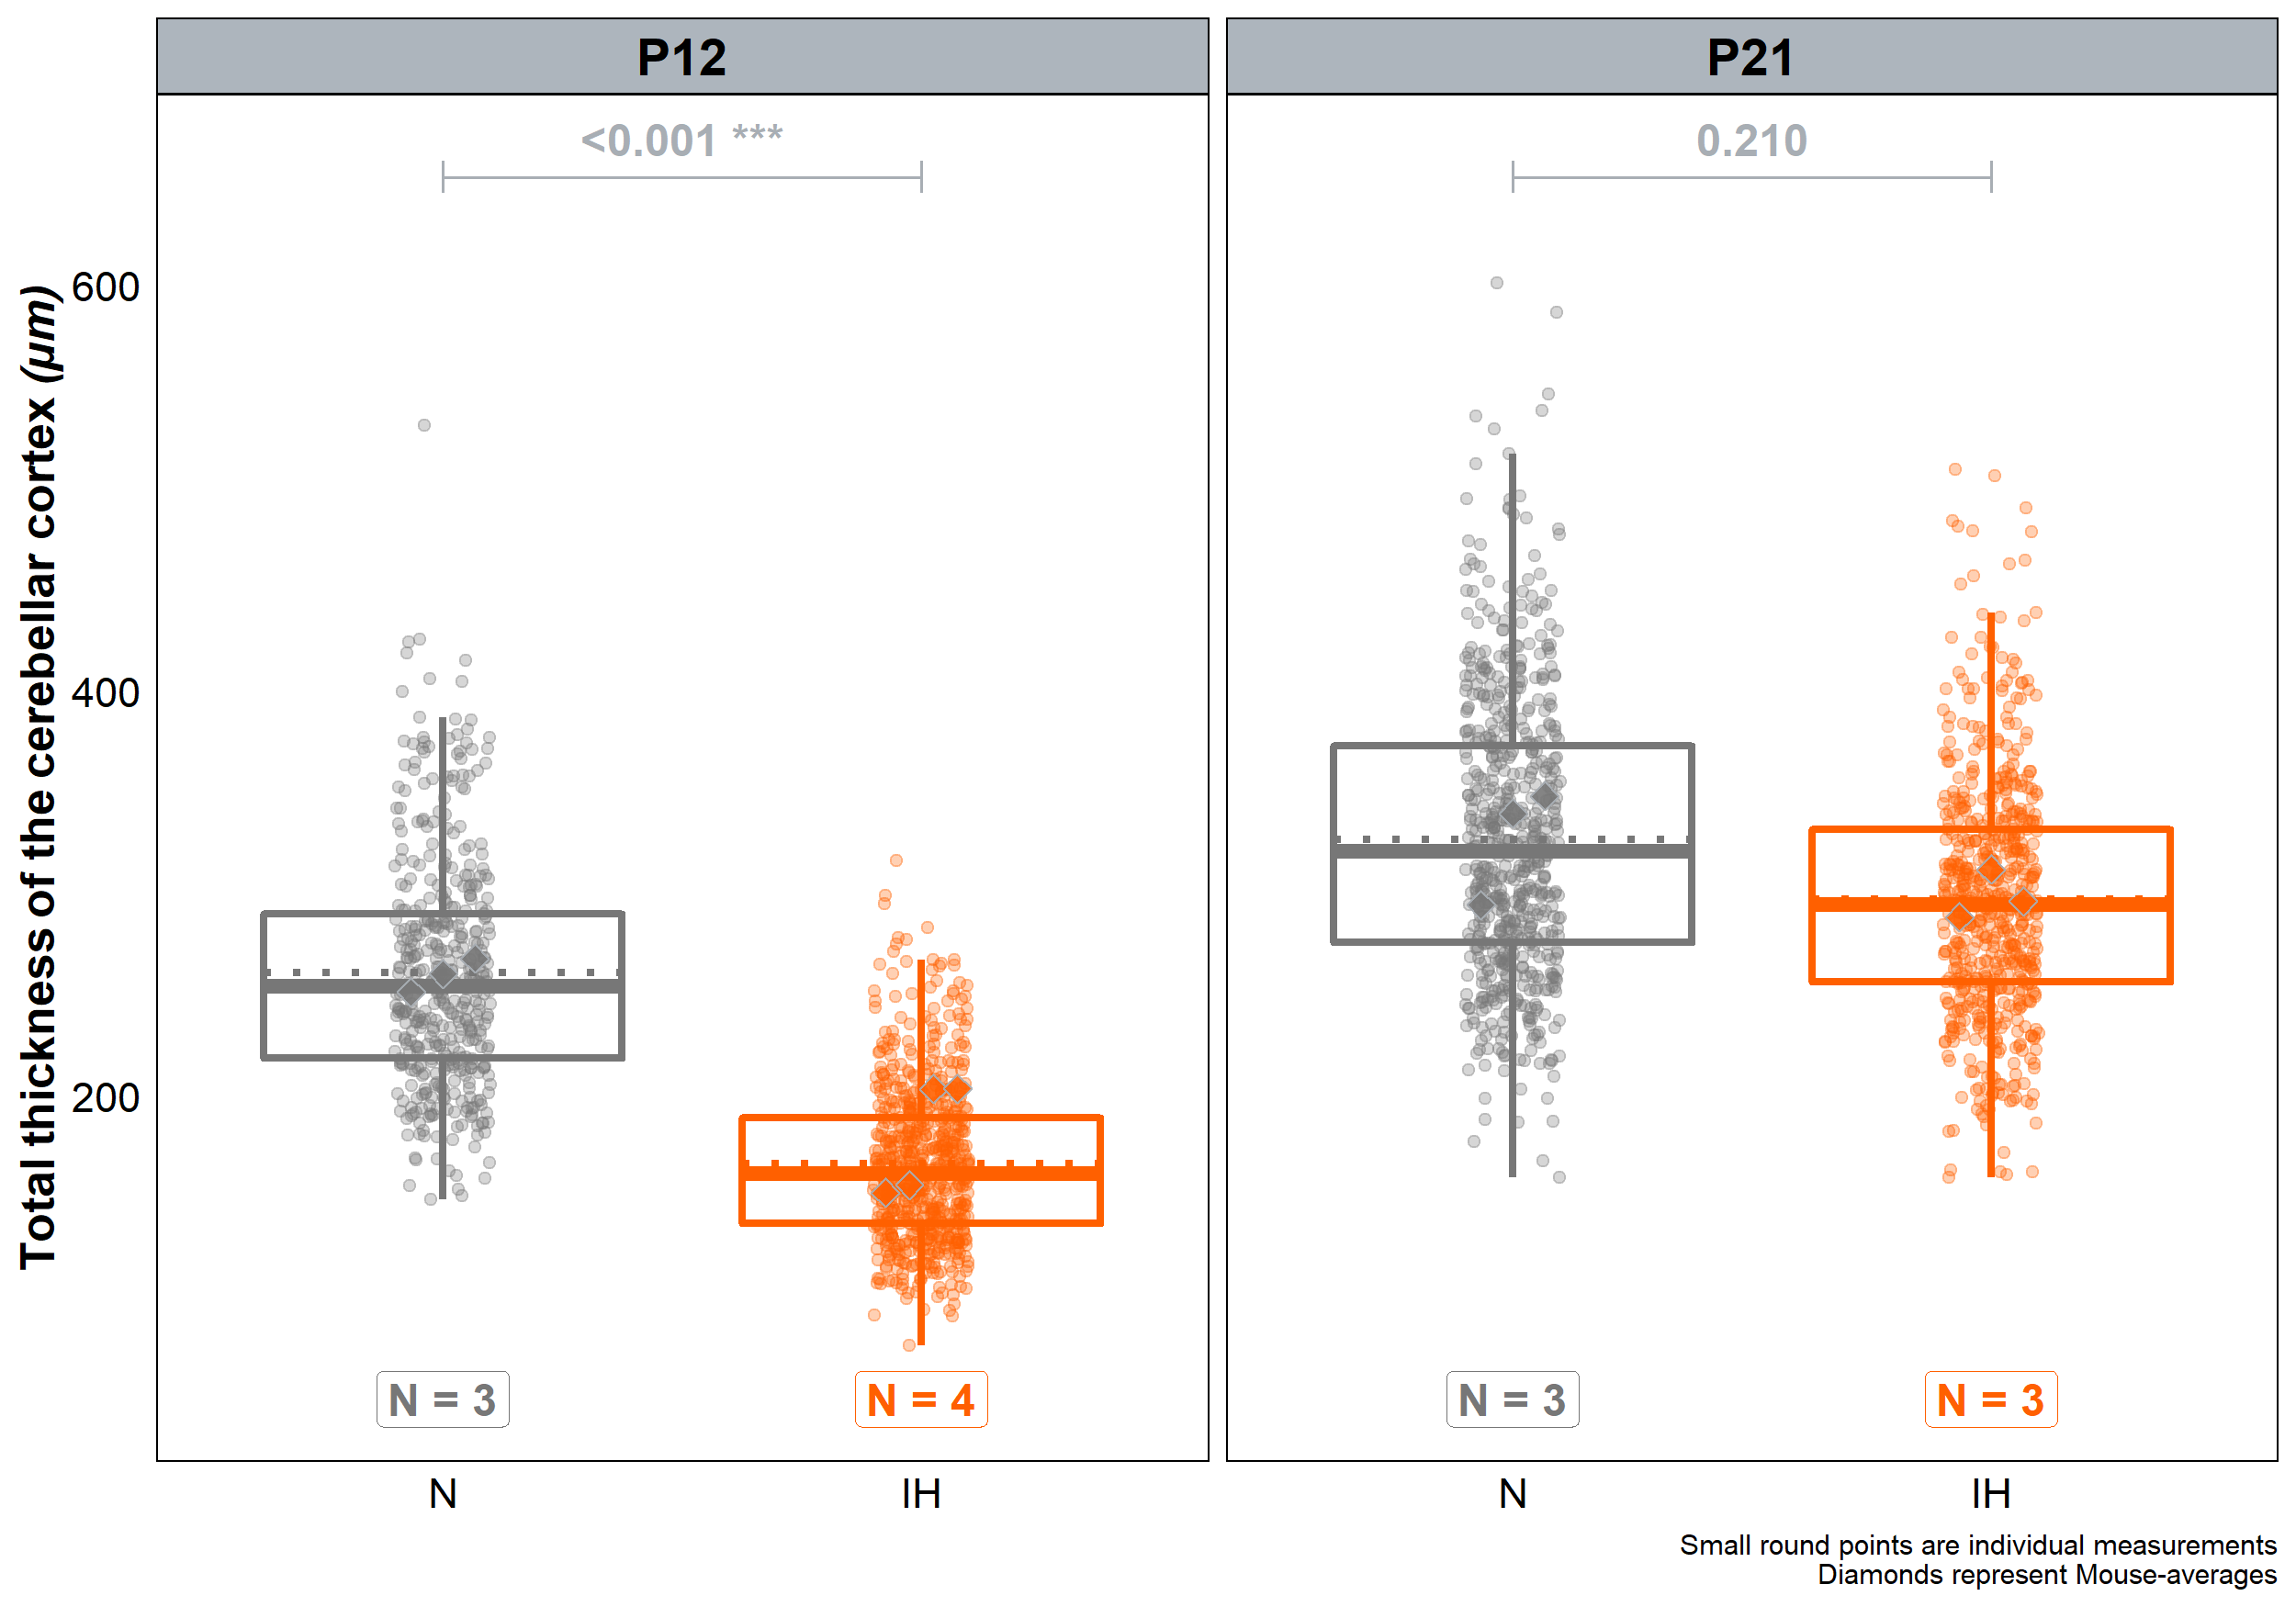 P12
P21
<0.001 ***
0.210
Total thickness of the cerebellar cortex (µm)
600
400
200
N = 3
N = 4
N = 3
N = 3
N
IH
N
IH
Small round points are individual measurements
Diamonds represent Mouse-averages